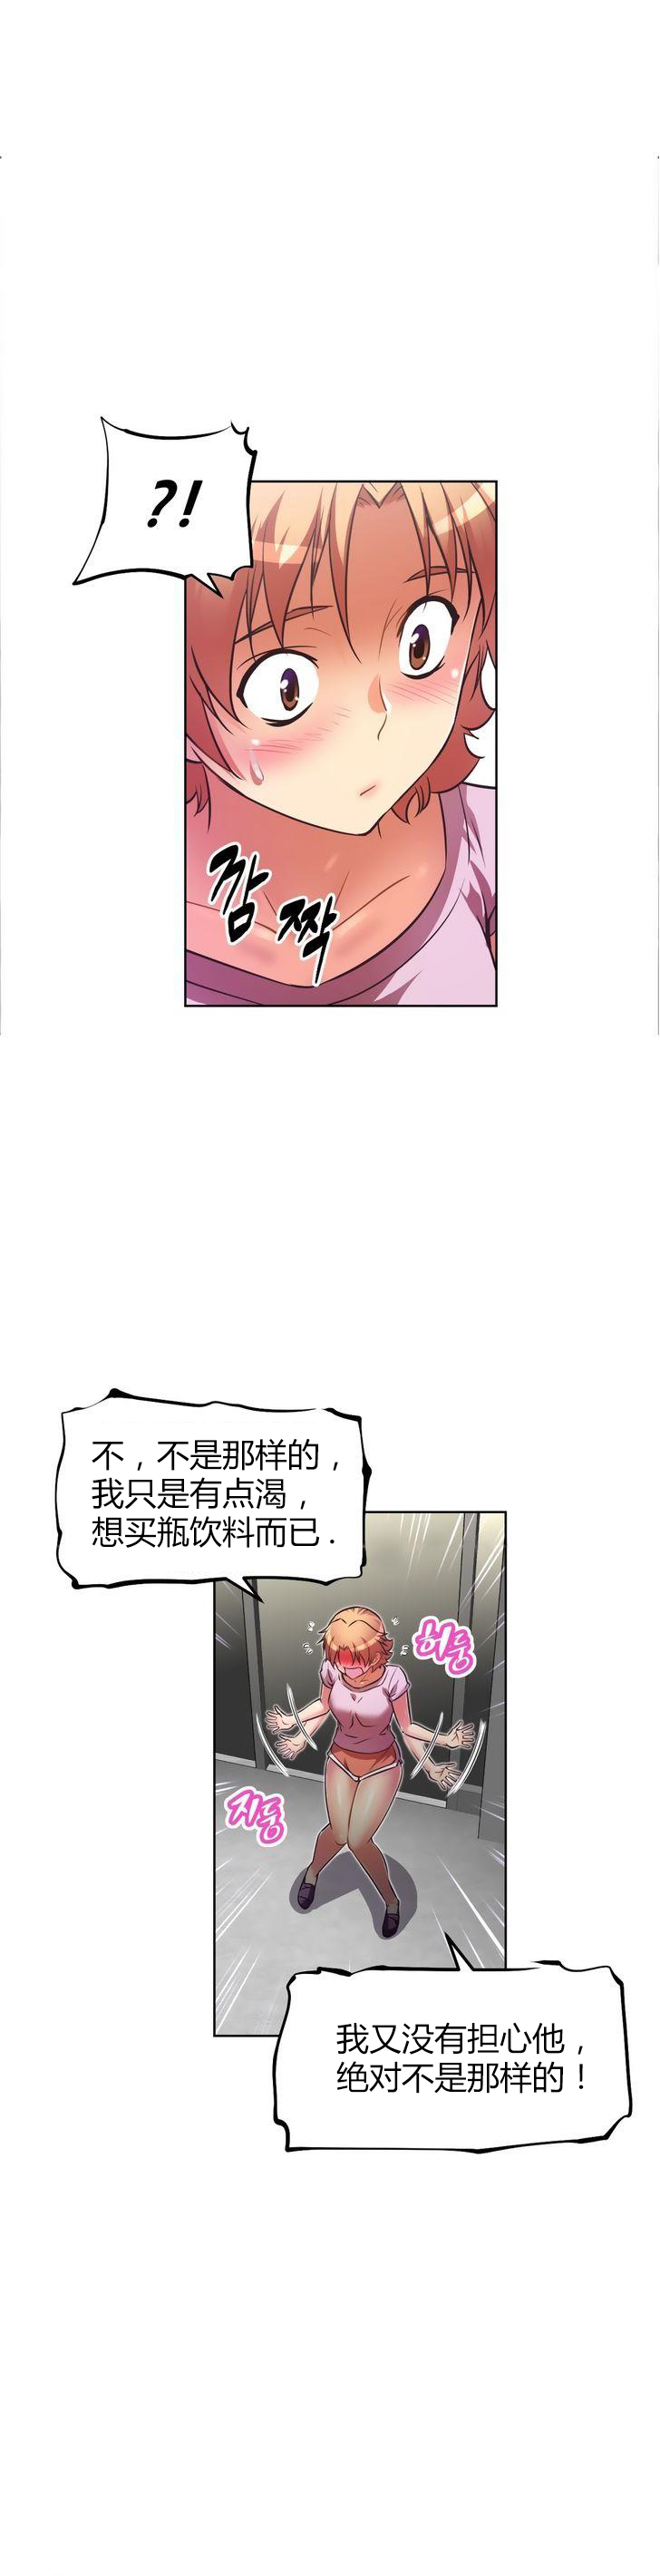 ?!
깜
짝
不，不是那样的，
我只是有点渴，
想买瓶饮料而已.
허둥
지둥
我又没有担心他，
绝对不是那样的！